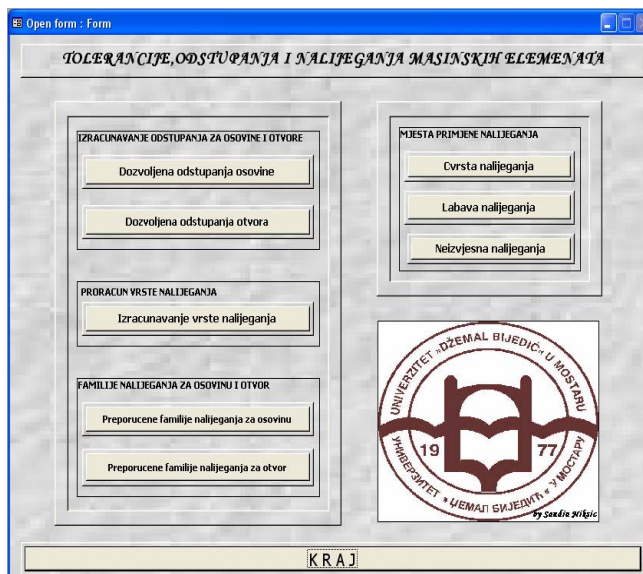 Open form : Form
TOLERANCIJE,ODSTUPANJA I NALIJEGANJA MASINSKIH ELEMENATA
IZRACUNAVANJE ODSTUPANJA ZA OSOVINE I OTVORE
Dozvoljena odstupanja osovine
Dozvoljena odstupanja otvora
PRORACUN VRSTE NALIJEGANJA
Izracunavanje vrste nalijeganja
FAMILIJE NALIJEGANJA ZA OSOVINU I OTVOR
Preporucene familije nalijeganja za osovinu
Preporucene familije nalijeganja za otvor
MJESTA PRIMJENE NALIJEGANJA
Cvrsta nalijeganja
Labava nalijeganja
Neizvjesna nalijeganja
UNIVERZITET »DŽEMAL BIJEDIĆ« U MOSTARU
19 77
УНИВЕРЗИТЕТ »ЏЕМАЛ БИЈЕДИЋ« У МОСТАРУ
by Sandia Niksic
KRAJ